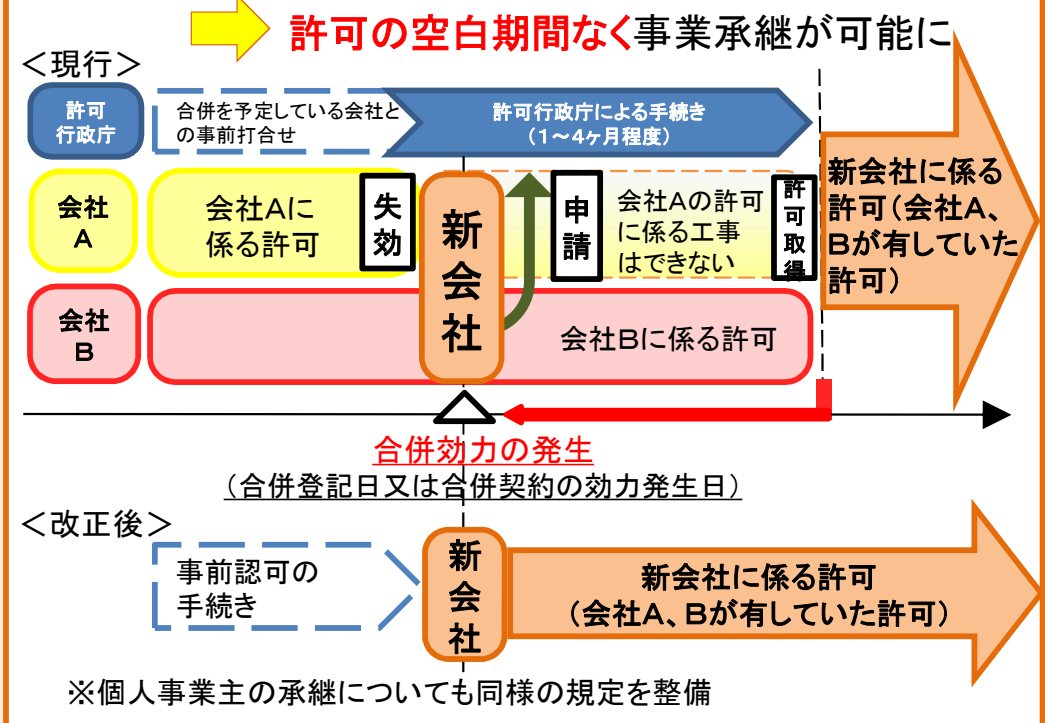 許可の空白期間なく事業承継が可能に
＜現行＞
許可
行政庁
合併を予定している会社と
の事前打合せ
許可行政庁による手続き
（１～４ヶ月程度）
会社
Ａ
会社Aに
係る許可
失効
新会社
申請
会社Aの許可
に係る工事
はできない
許可取得
新会社に係る
許可（会社Ａ、
Ｂが有していた
許可）
会社
Ｂ
会社Bに係る許可
合併効力の発生
（合併登記日又は合併契約の効力発生日）
＜改正後＞
事前認可の
手続き
新会社
新会社に係る許可
（会社Ａ、Ｂが有していた許可）
※個人事業主の承継についても同様の規定を整備